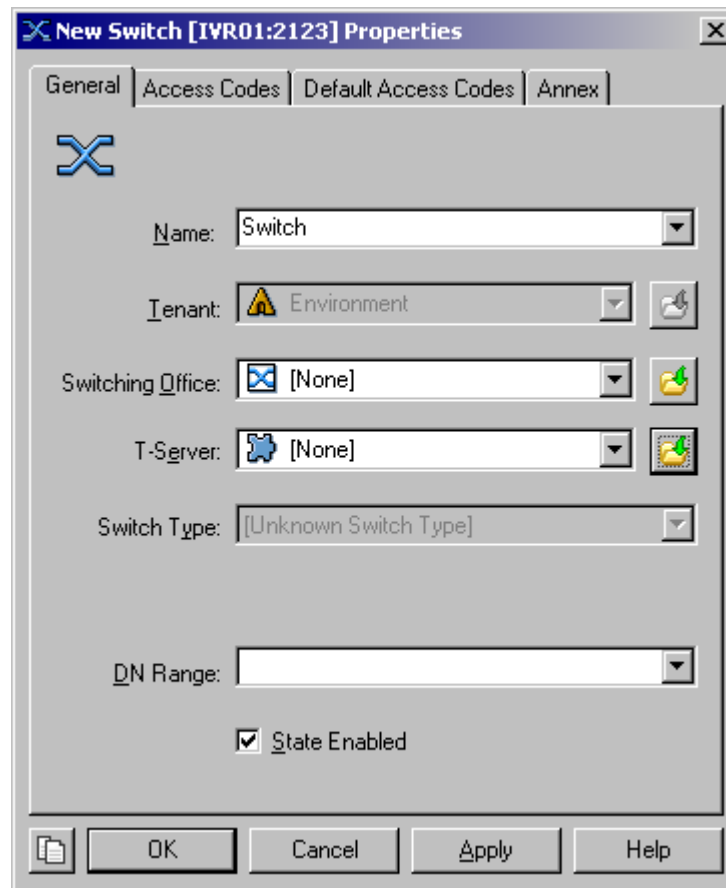 New Switch [IVR01:2123] Properties
General Access Codes Default Access Codes Annex
Name: Switch
Tenant: Environment
Switching Office: [None]
T-Server: [None]
Switch Type: [Unknown Switch Type]
DN Range:
State Enabled
OK Cancel Apply Help